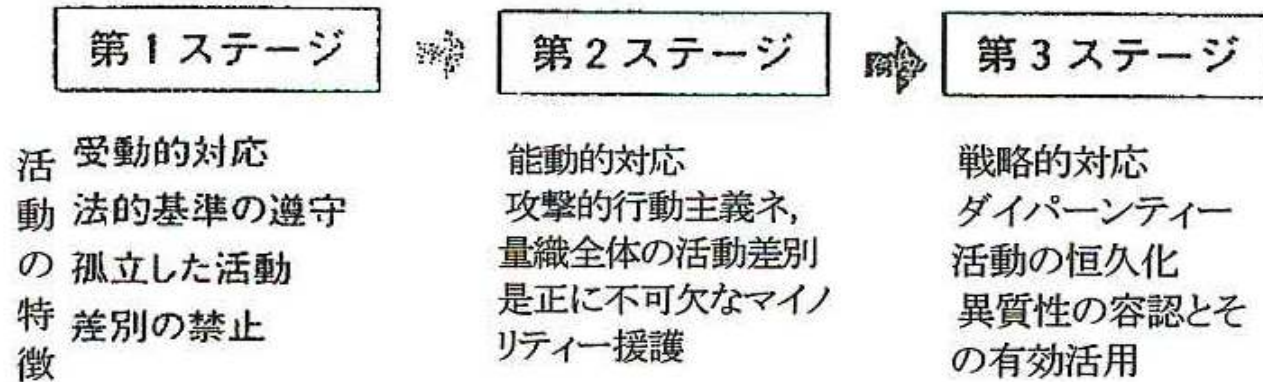 第1ステージ
第2ステージ
第3ステージ
活動の特徴
受動的対応
法的基準の遵守
孤立した活動
差別の禁止
能動的対応
攻撃的行動主義ネ,
量織全体の活動差別
是正に不可欠なマイノ
リティー援護
戦略的対応
ダイパーンティー
活動の恒久化
異質性の容認とそ
の有効活用